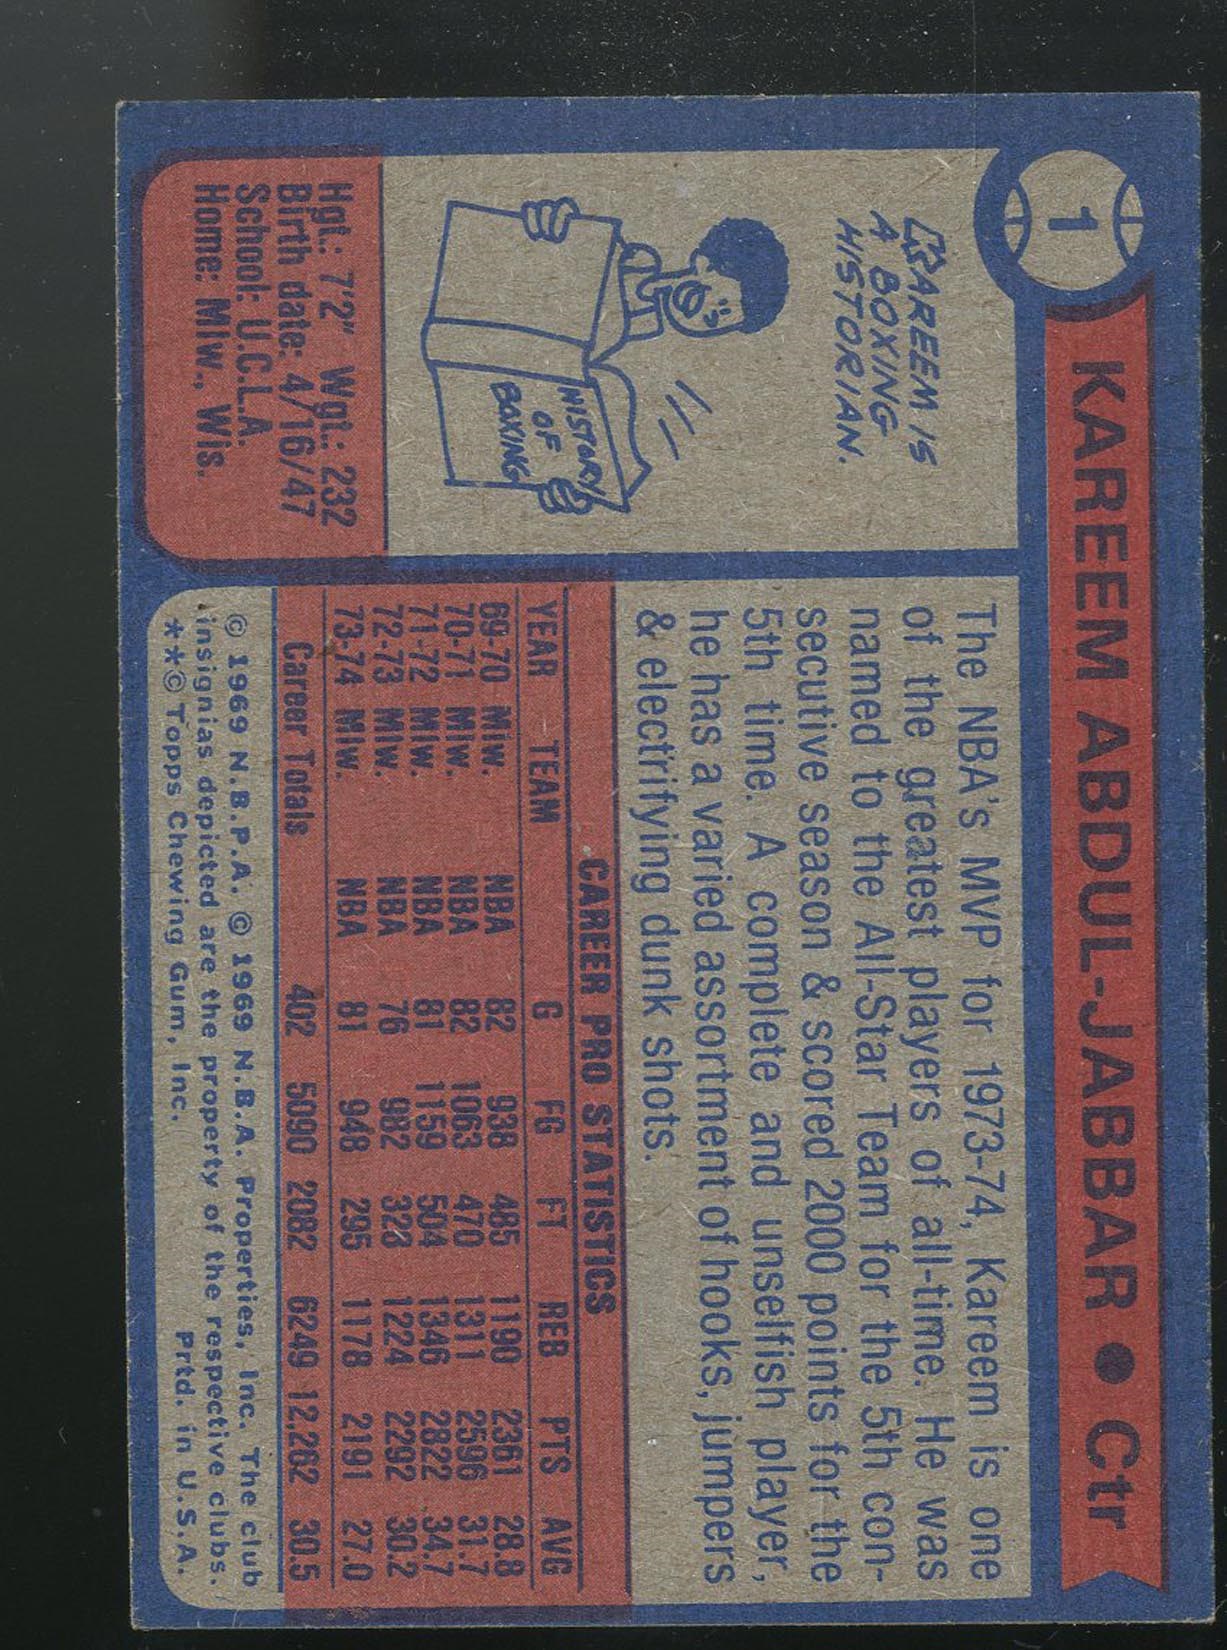 1
KAREEM ABDUL-JABBAR ● Ctr
KAREEM IS
A BOXING
HISTORIAN.
HISTORY
OF
BOXING
Hgt.: 7'2" Wgt.: 232
Birth date: 4/16/47
School: U.C.L.A.
Home: Mlw., Wis.
The NBA's MVP for 1973-74, Kareem is one
of the greatest players of all-time. He was
named to the All-Star Team for the 5th con-
secutive season & scored 2000 points for the
5th time. A complete and unselfish player,
he has a varied assortment of hooks, jumpers
& electrifying dunk shots.
CAREER PRO STATISTICS
YEAR TEAM G FG FT REB PTS AVG
69-70 Mlw. NBA 82 938 485 1190 2361 28.8
70-71 Mlw. NBA 82 1063 470 1311 2596 31.7
71-72 Mlw. NBA 81 1159 504 1346 2822 34.7
72-73 Mlw. NBA 76 982 328 1224 2292 30.2
73-74 Mlw. NBA 81 948 295 1178 2191 27.0
Career Totals 402 5090 2082 6249 12,262 30.5
© 1969 N.B.P.A. © 1969 N.B.A. Properties, Inc. The club
insignias depicted are the property of the respective clubs.
**© Topps Chewing Gum, Inc. Prtd. in U.S.A.